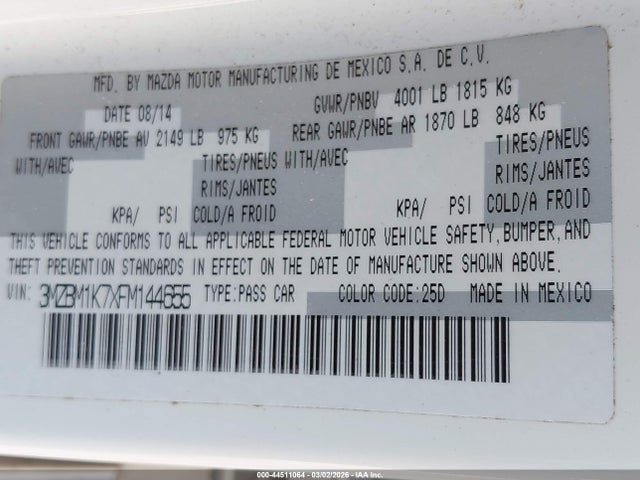 MFD. BY MAZDA MOTOR MANUFACTURING DE MEXICO S.A. DE C.V.
DATE 08/14 GVWR/PNBV 4001 LB 1815 KG
FRONT GAWR/PNBE AV 2149 LB 975 KG REAR GAWR/PNBE AR 1870 LB 848 KG
WITH/AVEC TIRES/PNEUS WITH/AVEC TIRES/PNEUS
RIMS/JANTES RIMS/JANTES
KPA/ PSI COLD/A FROID KPA/ PSI COLD/A FROID
THIS VEHICLE CONFORMS TO ALL APPLICABLE FEDERAL MOTOR VEHICLE SAFETY, BUMPER, AND
THEFT PREVENTION STANDARDS IN EFFECT ON THE DATE OF MANUFACTURE SHOWN ABOVE.
VIN: 3MZBM1K7XFM144655 TYPE:PASS CAR COLOR CODE:25D MADE IN MEXICO
000-44511064 - 03/02/2026 - IAA Inc.